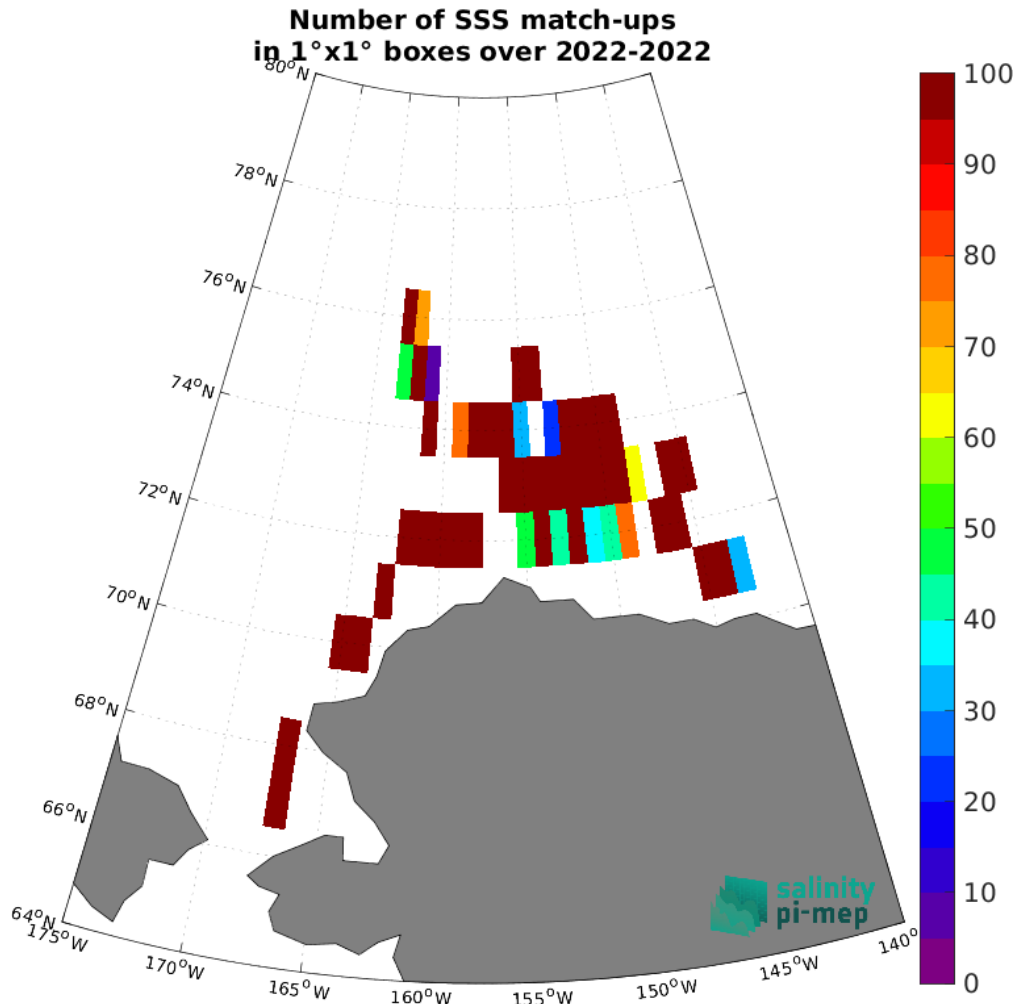 Number of SSS match-ups
in 1°x1° boxes over 2022-2022
80°N
78°N
76°N
74°N
72°N
70°N
68°N
66°N
64°N
175°W
170°W
165°W
160°W
155°W
150°W
145°W
140°
100
90
80
70
60
50
40
30
20
10
0
salinity
pi-mep